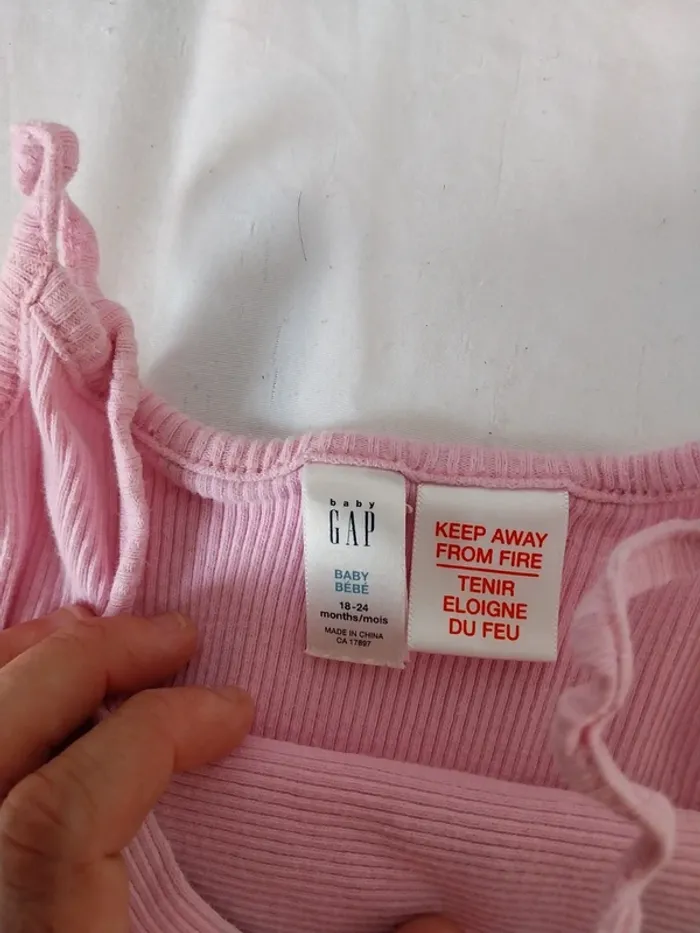 baby
GAP
BABY
BÉBÉ
18-24
months/mois
MADE IN CHINA
CA 17897
KEEP AWAY
FROM FIRE
TENIR
ELOIGNE
DU FEU